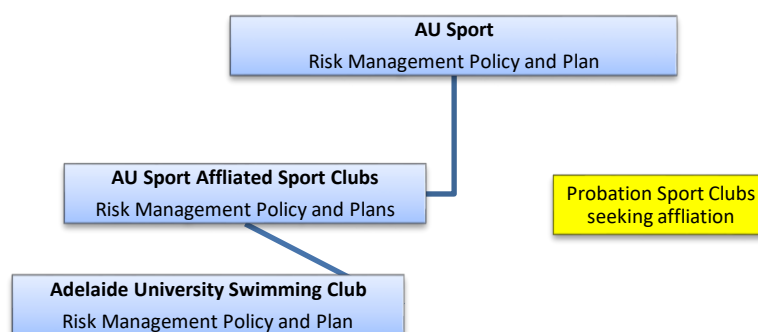 AU Sport
Risk Management Policy and Plan
AU Sport Affliated Sport Clubs
Risk Management Policy and Plans
Probation Sport Clubs
seeking affliation
Adelaide University Swimming Club
Risk Management Policy and Plan